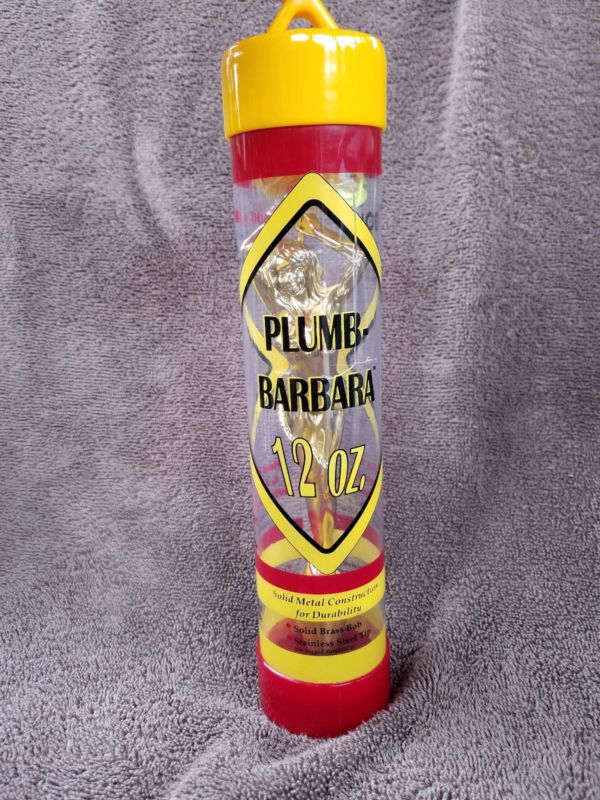 PLUMB-
BARBARA
12 OZ.
Solid Metal Construction
for Durability
Solid Brass Bob
Stainless Steel Tip